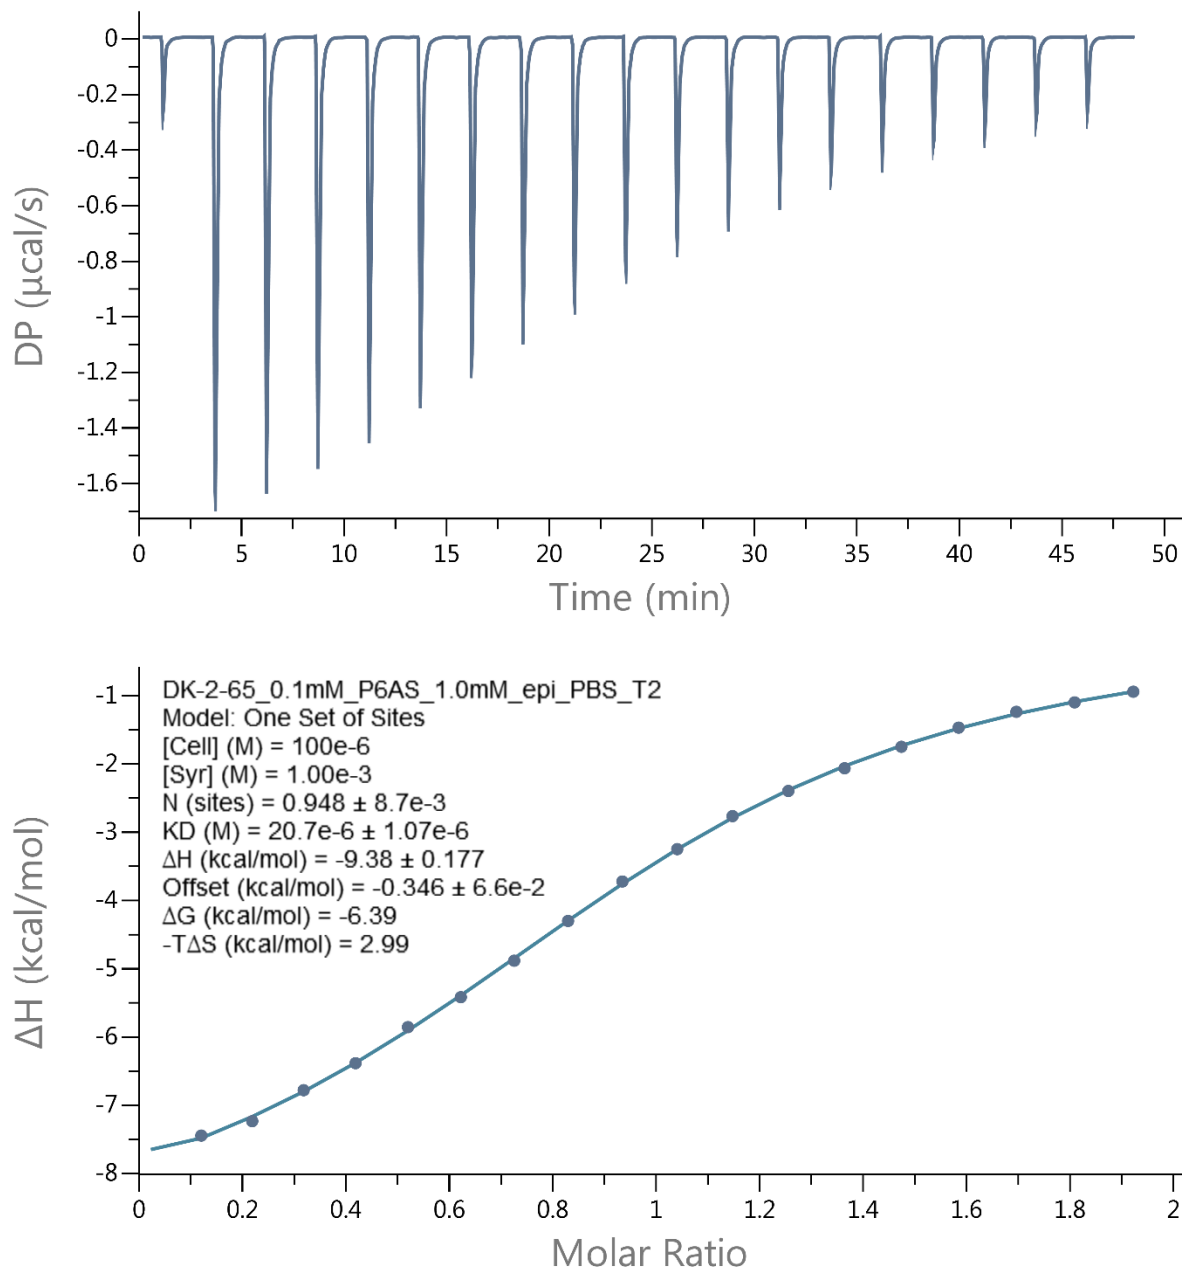 0
-0.2
-0.4
-0.6
-0.8
-1
-1.2
-1.4
-1.6
DP (µcal/s)
0 5 10 15 20 25 30 35 40 45 50
Time (min)
DK-2-65_0.1mM_P6AS_1.0mM_epi_PBS_T2
Model: One Set of Sites
[Cell] (M) = 100e-6
[Syr] (M) = 1.00e-3
N (sites) = 0.948 ± 8.7e-3
KD (M) = 20.7e-6 ± 1.07e-6
ΔH (kcal/mol) = -9.38 ± 0.177
Offset (kcal/mol) = -0.346 ± 6.6e-2
ΔG (kcal/mol) = -6.39
-TΔS (kcal/mol) = 2.99
-1
-2
-3
-4
-5
-6
-7
-8
ΔH (kcal/mol)
0 0.2 0.4 0.6 0.8 1 1.2 1.4 1.6 1.8 2
Molar Ratio